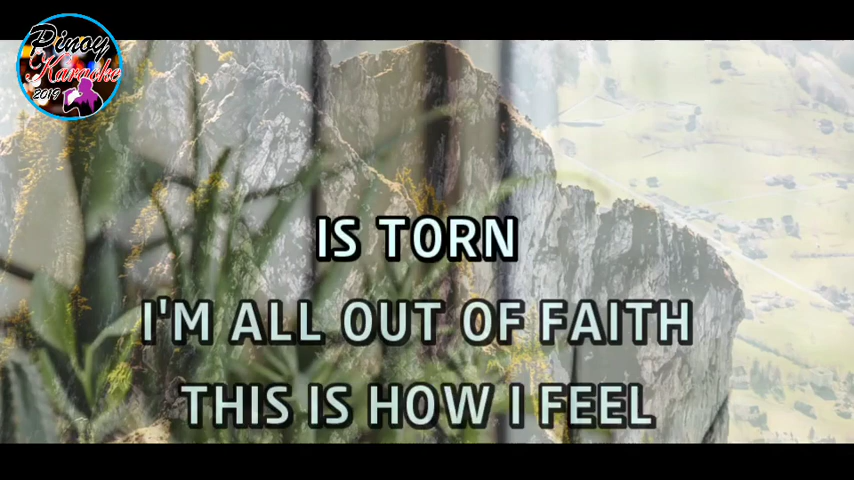 Pinoy
Karaoke
2019
IS TORN
I'M ALL OUT OF FAITH
THIS IS HOW I FEEL